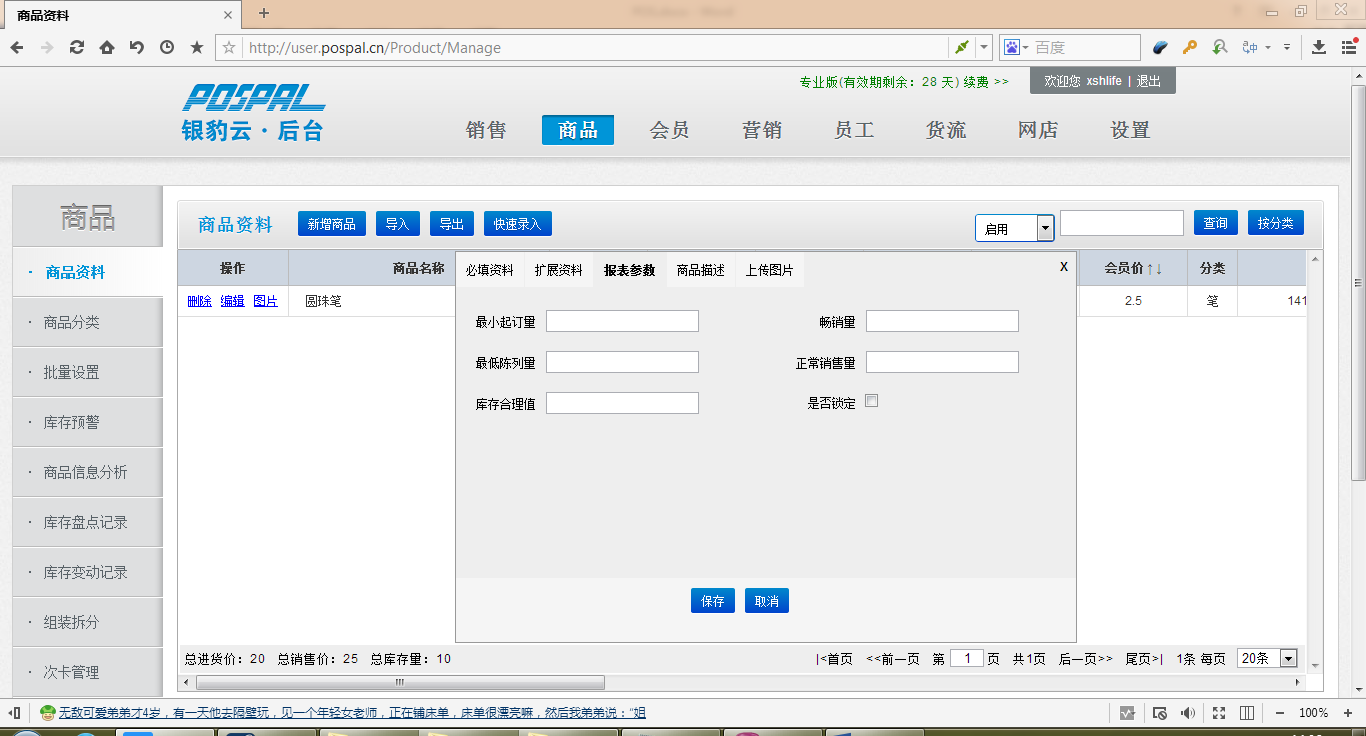 商品资料
http://user.pospal.cn/Product/Manage
百度
专业版(有效期剩余：28 天) 续费 >>
欢迎您 xshlife | 退出
POSPAL
银豹云·后台
销售 商品 会员 营销 员工 货流 网店 设置
商品
· 商品资料
· 商品分类
· 批量设置
· 库存预警
· 商品信息分析
· 库存盘点记录
· 库存变动记录
· 组装拆分
· 次卡管理
商品资料 新增商品 导入 导出 快速录入 启用 查询 按分类
操作 商品名称 会员价↑↓ 分类
删除 编辑 图片 圆珠笔 2.5 笔 141
必填资料 扩展资料 报表参数 商品描述 上传图片 X
最小起订量 畅销量
最低陈列量 正常销售量
库存合理值 是否锁定
保存 取消
总进货价：20 总销售价：25 总库存量：10 |<首页 <<前一页 第 1 页 共1页 后一页>> 尾页>| 1条 每页 20条
无敌可爱弟弟才4岁，有一天他去隔壁玩，见一个年轻女老师，正在铺床单，床单很漂亮嘛，然后我弟弟说："姐
100%